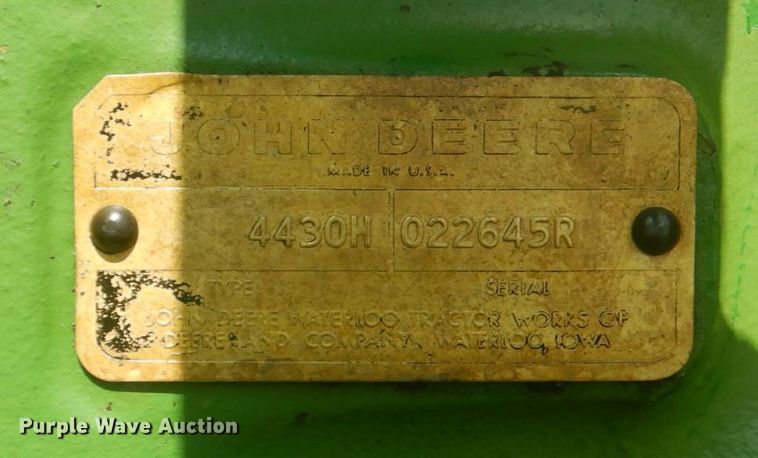 JOHN DEERE
MADE IN U.S.A.
4430H 022645R
TYPE SERIAL
JOHN DEERE WATERLOO TRACTOR WORKS OF
DEERE AND COMPANY, WATERLOO, IOWA
Purple Wave Auction